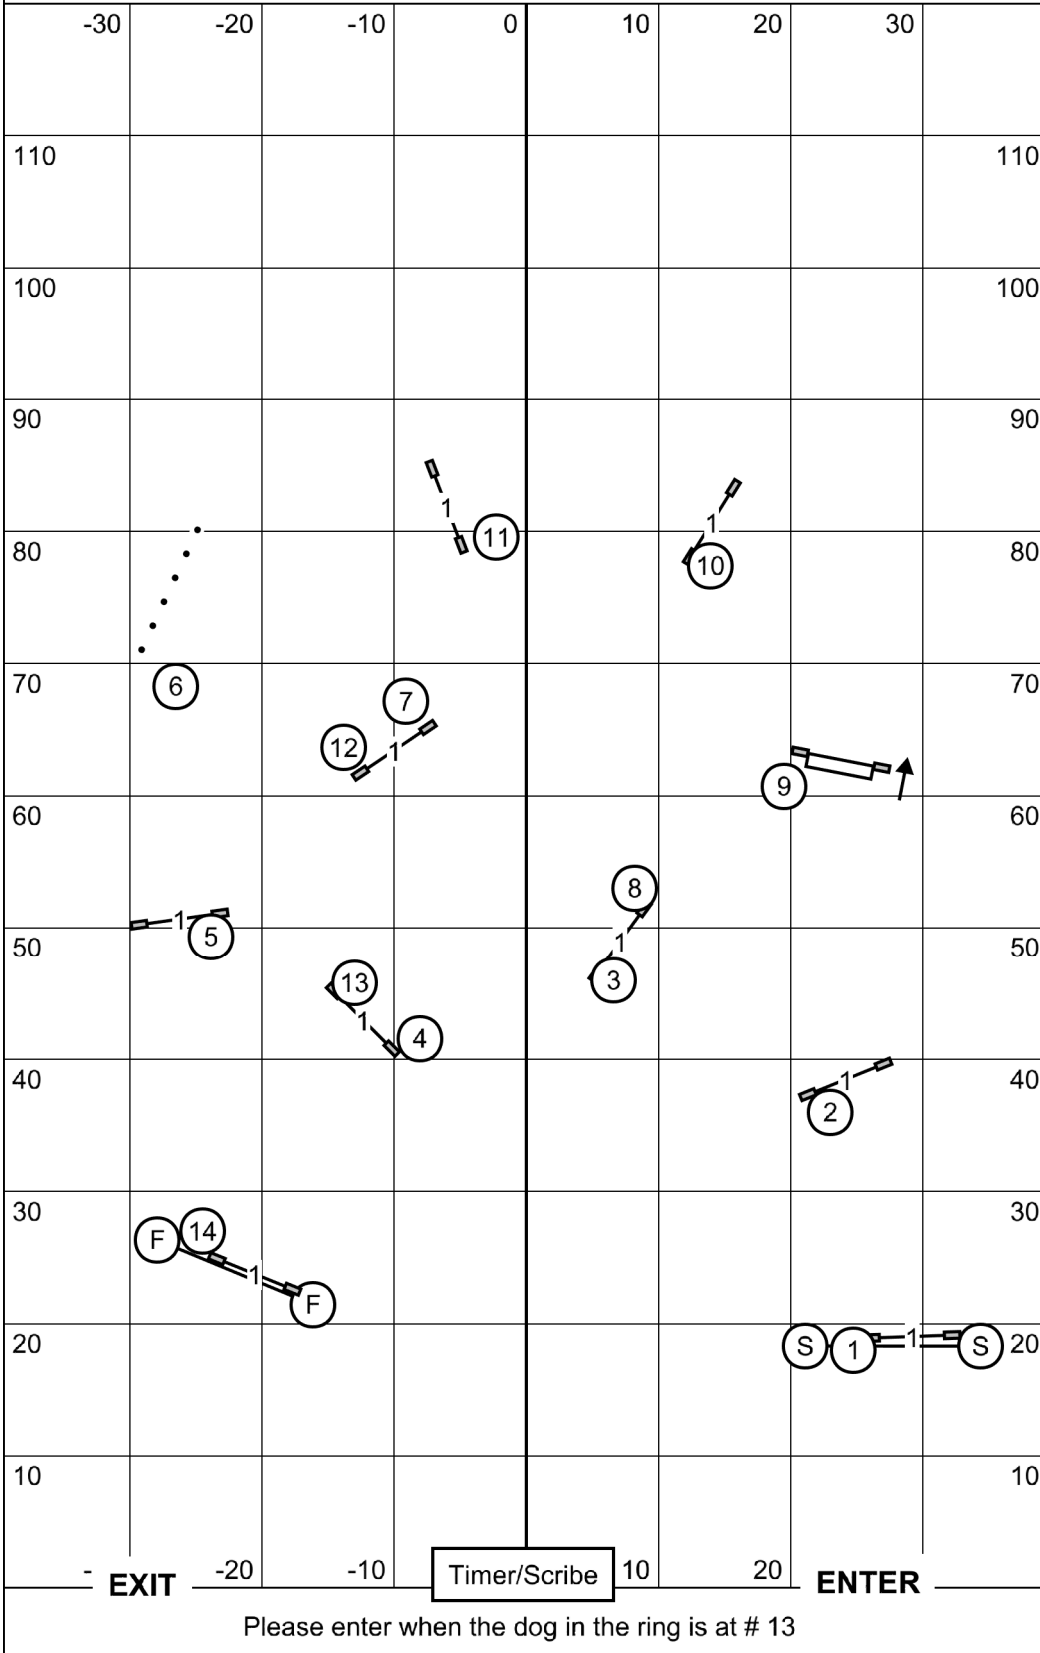 -30 -20 -10 0 10 20 30
110 110
100 100
90 90
1 11 1 10
80 80
6
70 70
7
12 1
9
60 60
8
1 5
1
50 50
3
13
1 4
40 1 40
2
30 30
F 14
1
F
20 S 1 1 S 20
10 10
- EXIT -20 -10 Timer/Scribe 10 20 ENTER
Please enter when the dog in the ring is at # 13